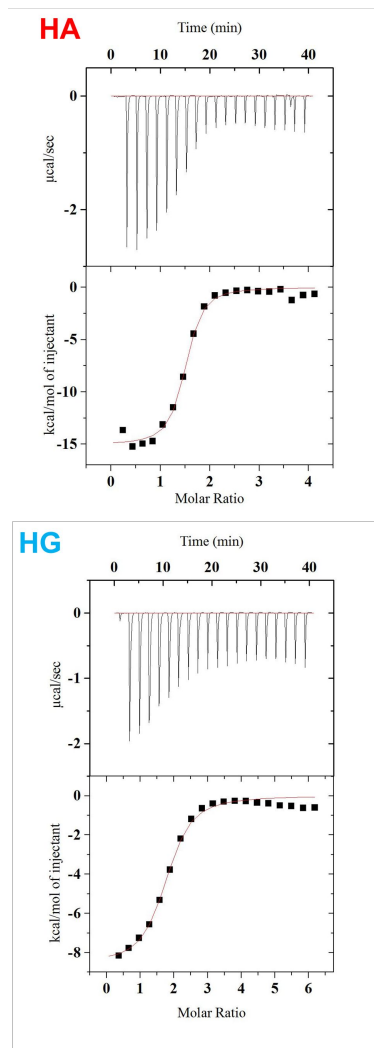 HA
Time (min)
0 10 20 30 40
0
-2
µcal/sec
0
-5
-10
-15
kcal/mol of injectant
0 1 2 3 4
Molar Ratio
HG
Time (min)
0 10 20 30 40
0
-1
-2
µcal/sec
0
-2
-4
-6
-8
kcal/mol of injectant
0 1 2 3 4 5 6
Molar Ratio